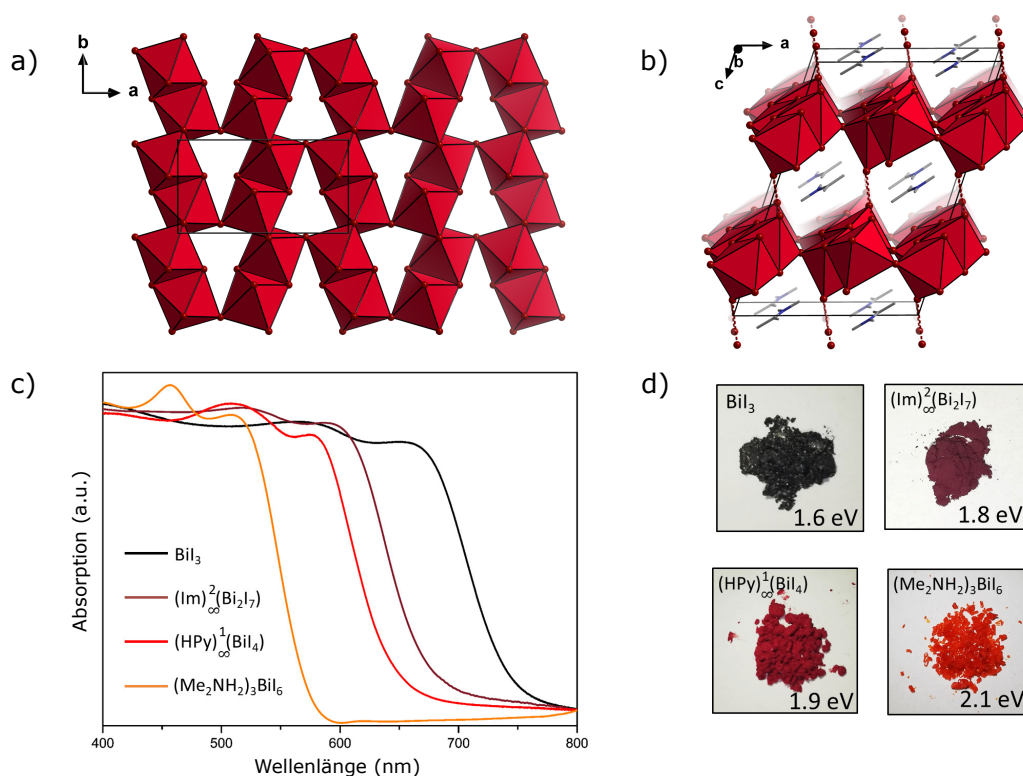 a)
b
a
b)
a
b
c
c)
Absorption (a.u.)
BiI₃
(Im)²∞(Bi₂I₇)
(HPy)¹∞(BiI₄)
(Me₂NH₂)₃BiI₆
400 500 600 700 800
Wellenlänge (nm)
d)
BiI₃
1.6 eV
(Im)²∞(Bi₂I₇)
1.8 eV
(HPy)¹∞(BiI₄)
1.9 eV
(Me₂NH₂)₃BiI₆
2.1 eV